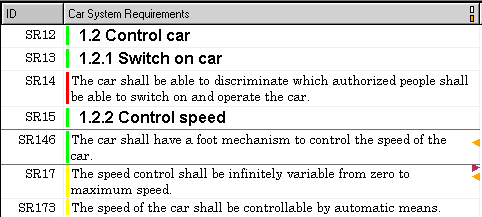 ID Car System Requirements
SR12 1.2 Control car
SR13 1.2.1 Switch on car
SR14 The car shall be able to discriminate which authorized people shall
be able to switch on and operate the car.
SR15 1.2.2 Control speed
SR146 The car shall have a foot mechanism to control the speed of the
car.
SR17 The speed control shall be infinitely variable from zero to
maximum speed.
SR173 The speed of the car shall be controllable by automatic means.